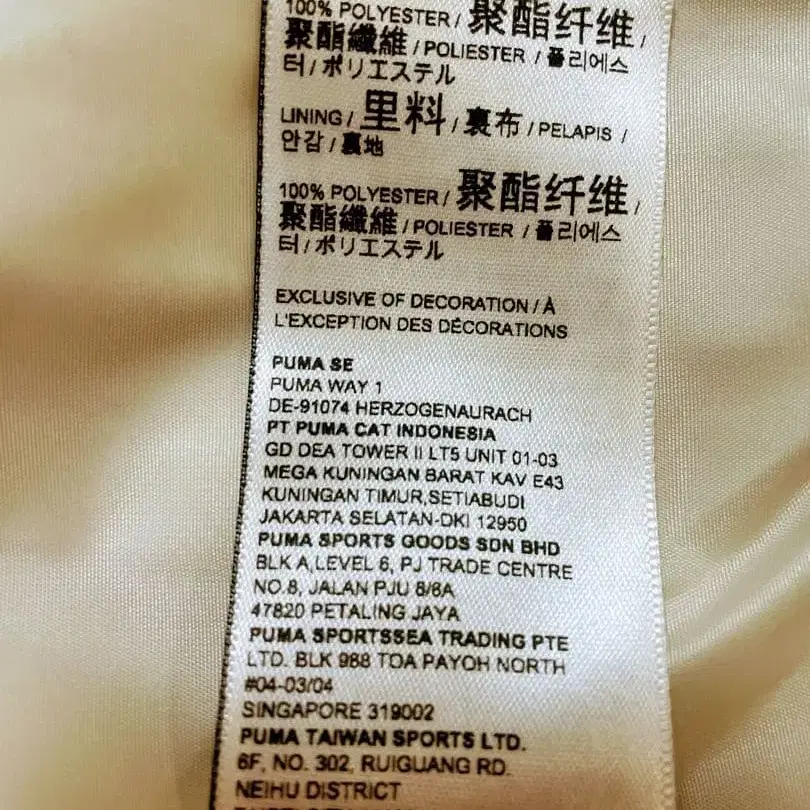 100% POLYESTER / 聚酯纤维 /
聚酯纖維 / POLIESTER / 폴리에스
터 / ポリエステル
LINING / 里料 / 裏布 / PELAPIS /
안감 / 裏地
100% POLYESTER / 聚酯纤维 /
聚酯纖維 / POLIESTER / 폴리에스
터 / ポリエステル
EXCLUSIVE OF DECORATION / À
L'EXCEPTION DES DÉCORATIONS
PUMA SE
PUMA WAY 1
DE-91074 HERZOGENAURACH
PT PUMA CAT INDONESIA
GD DEA TOWER II LT5 UNIT 01-03
MEGA KUNINGAN BARAT KAV E43
KUNINGAN TIMUR,SETIABUDI
JAKARTA SELATAN-DKI 12950
PUMA SPORTS GOODS SDN BHD
BLK A,LEVEL 6, PJ TRADE CENTRE
NO.8, JALAN PJU 8/8A
47820 PETALING JAYA
PUMA SPORTSSEA TRADING PTE
LTD. BLK 988 TOA PAYOH NORTH
#04-03/04
SINGAPORE 319002
PUMA TAIWAN SPORTS LTD.
6F, NO. 302, RUIGUANG RD.
NEIHU DISTRICT